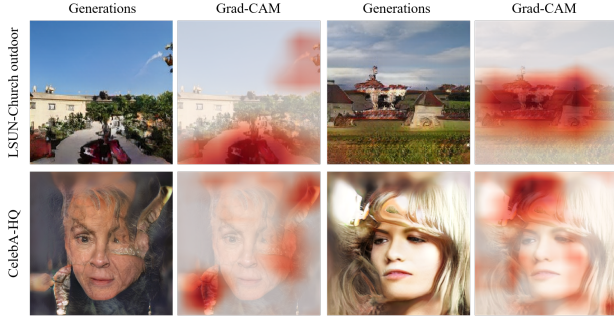 Generations Grad-CAM Generations Grad-CAM
LSUN-Church outdoor
CelebA-HQ